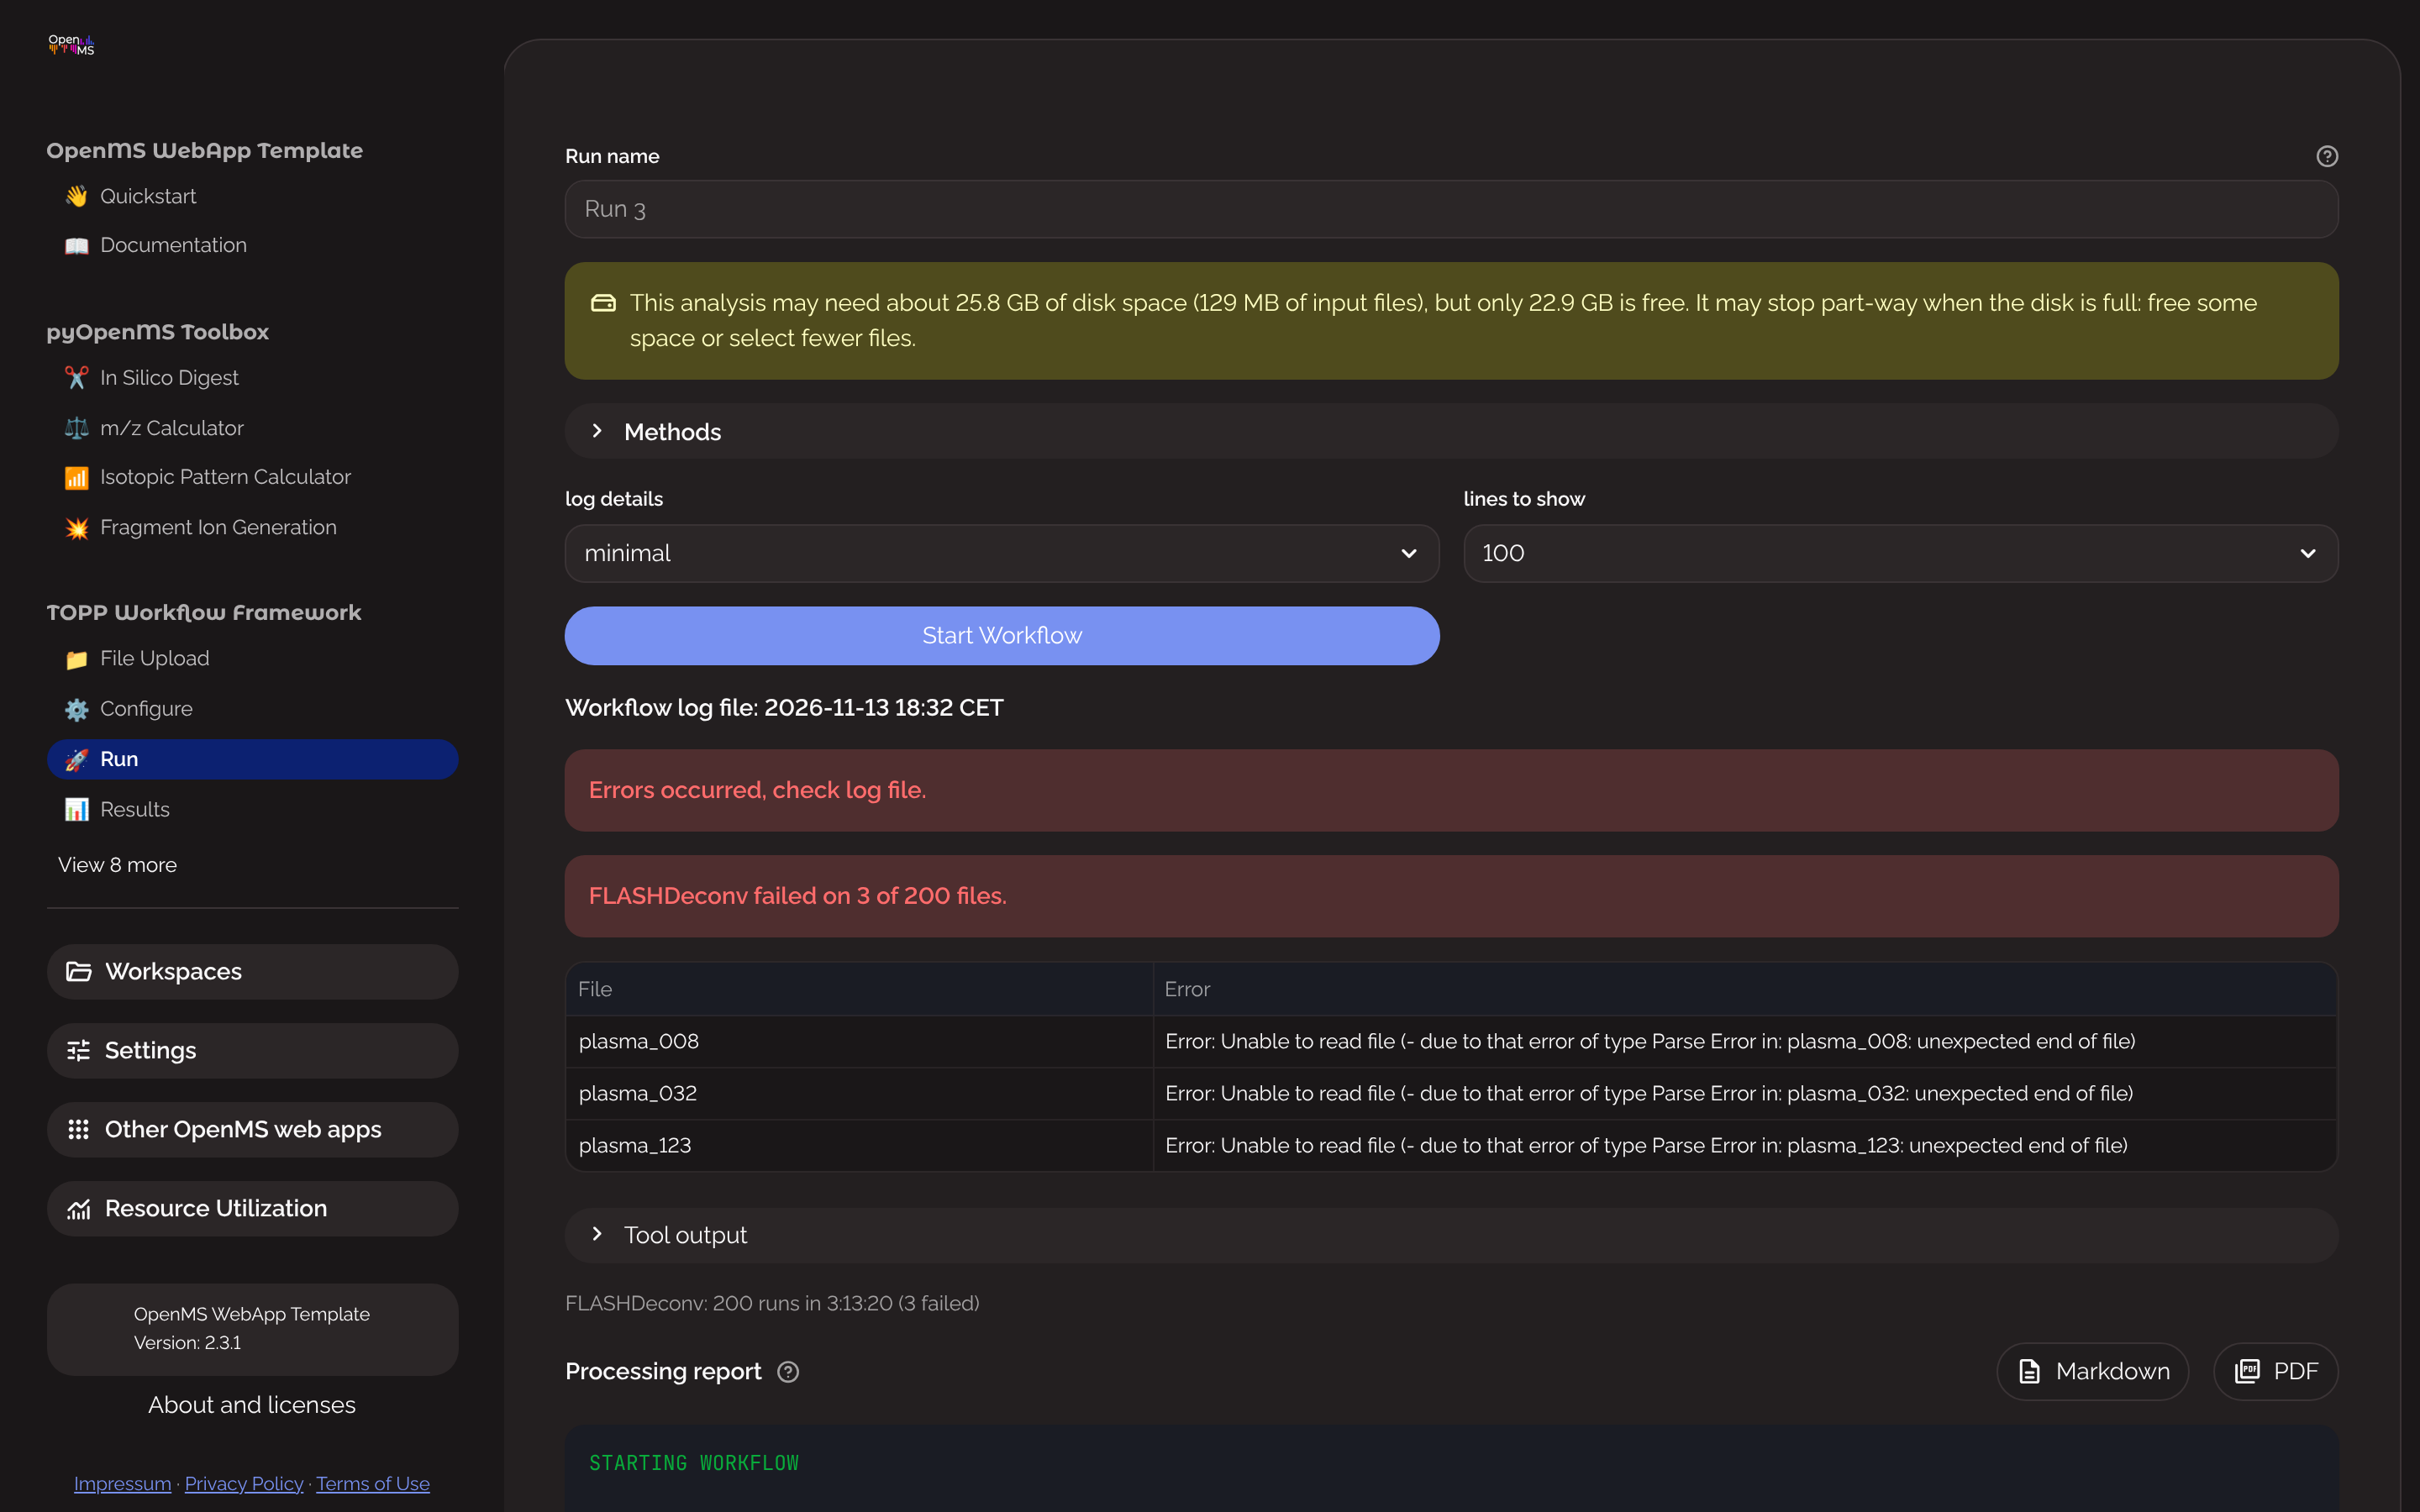 OpenMS
OpenMS WebApp Template
Quickstart
Documentation
pyOpenMS Toolbox
In Silico Digest
m/z Calculator
Isotopic Pattern Calculator
Fragment Ion Generation
TOPP Workflow Framework
File Upload
Configure
Run
Results
View 8 more
Workspaces
Settings
Other OpenMS web apps
Resource Utilization
OpenMS WebApp Template
Version: 2.3.1
About and licenses
Impressum · Privacy Policy · Terms of Use
Run name
Run 3
This analysis may need about 25.8 GB of disk space (129 MB of input files), but only 22.9 GB is free. It may stop part-way when the disk is full: free some
space or select fewer files.
Methods
log details
lines to show
minimal
100
Start Workflow
Workflow log file: 2026-11-13 18:32 CET
Errors occurred, check log file.
FLASHDeconv failed on 3 of 200 files.
File Error
plasma_008 Error: Unable to read file (- due to that error of type Parse Error in: plasma_008: unexpected end of file)
plasma_032 Error: Unable to read file (- due to that error of type Parse Error in: plasma_032: unexpected end of file)
plasma_123 Error: Unable to read file (- due to that error of type Parse Error in: plasma_123: unexpected end of file)
Tool output
FLASHDeconv: 200 runs in 3:13:20 (3 failed)
Processing report
Markdown
PDF
STARTING WORKFLOW